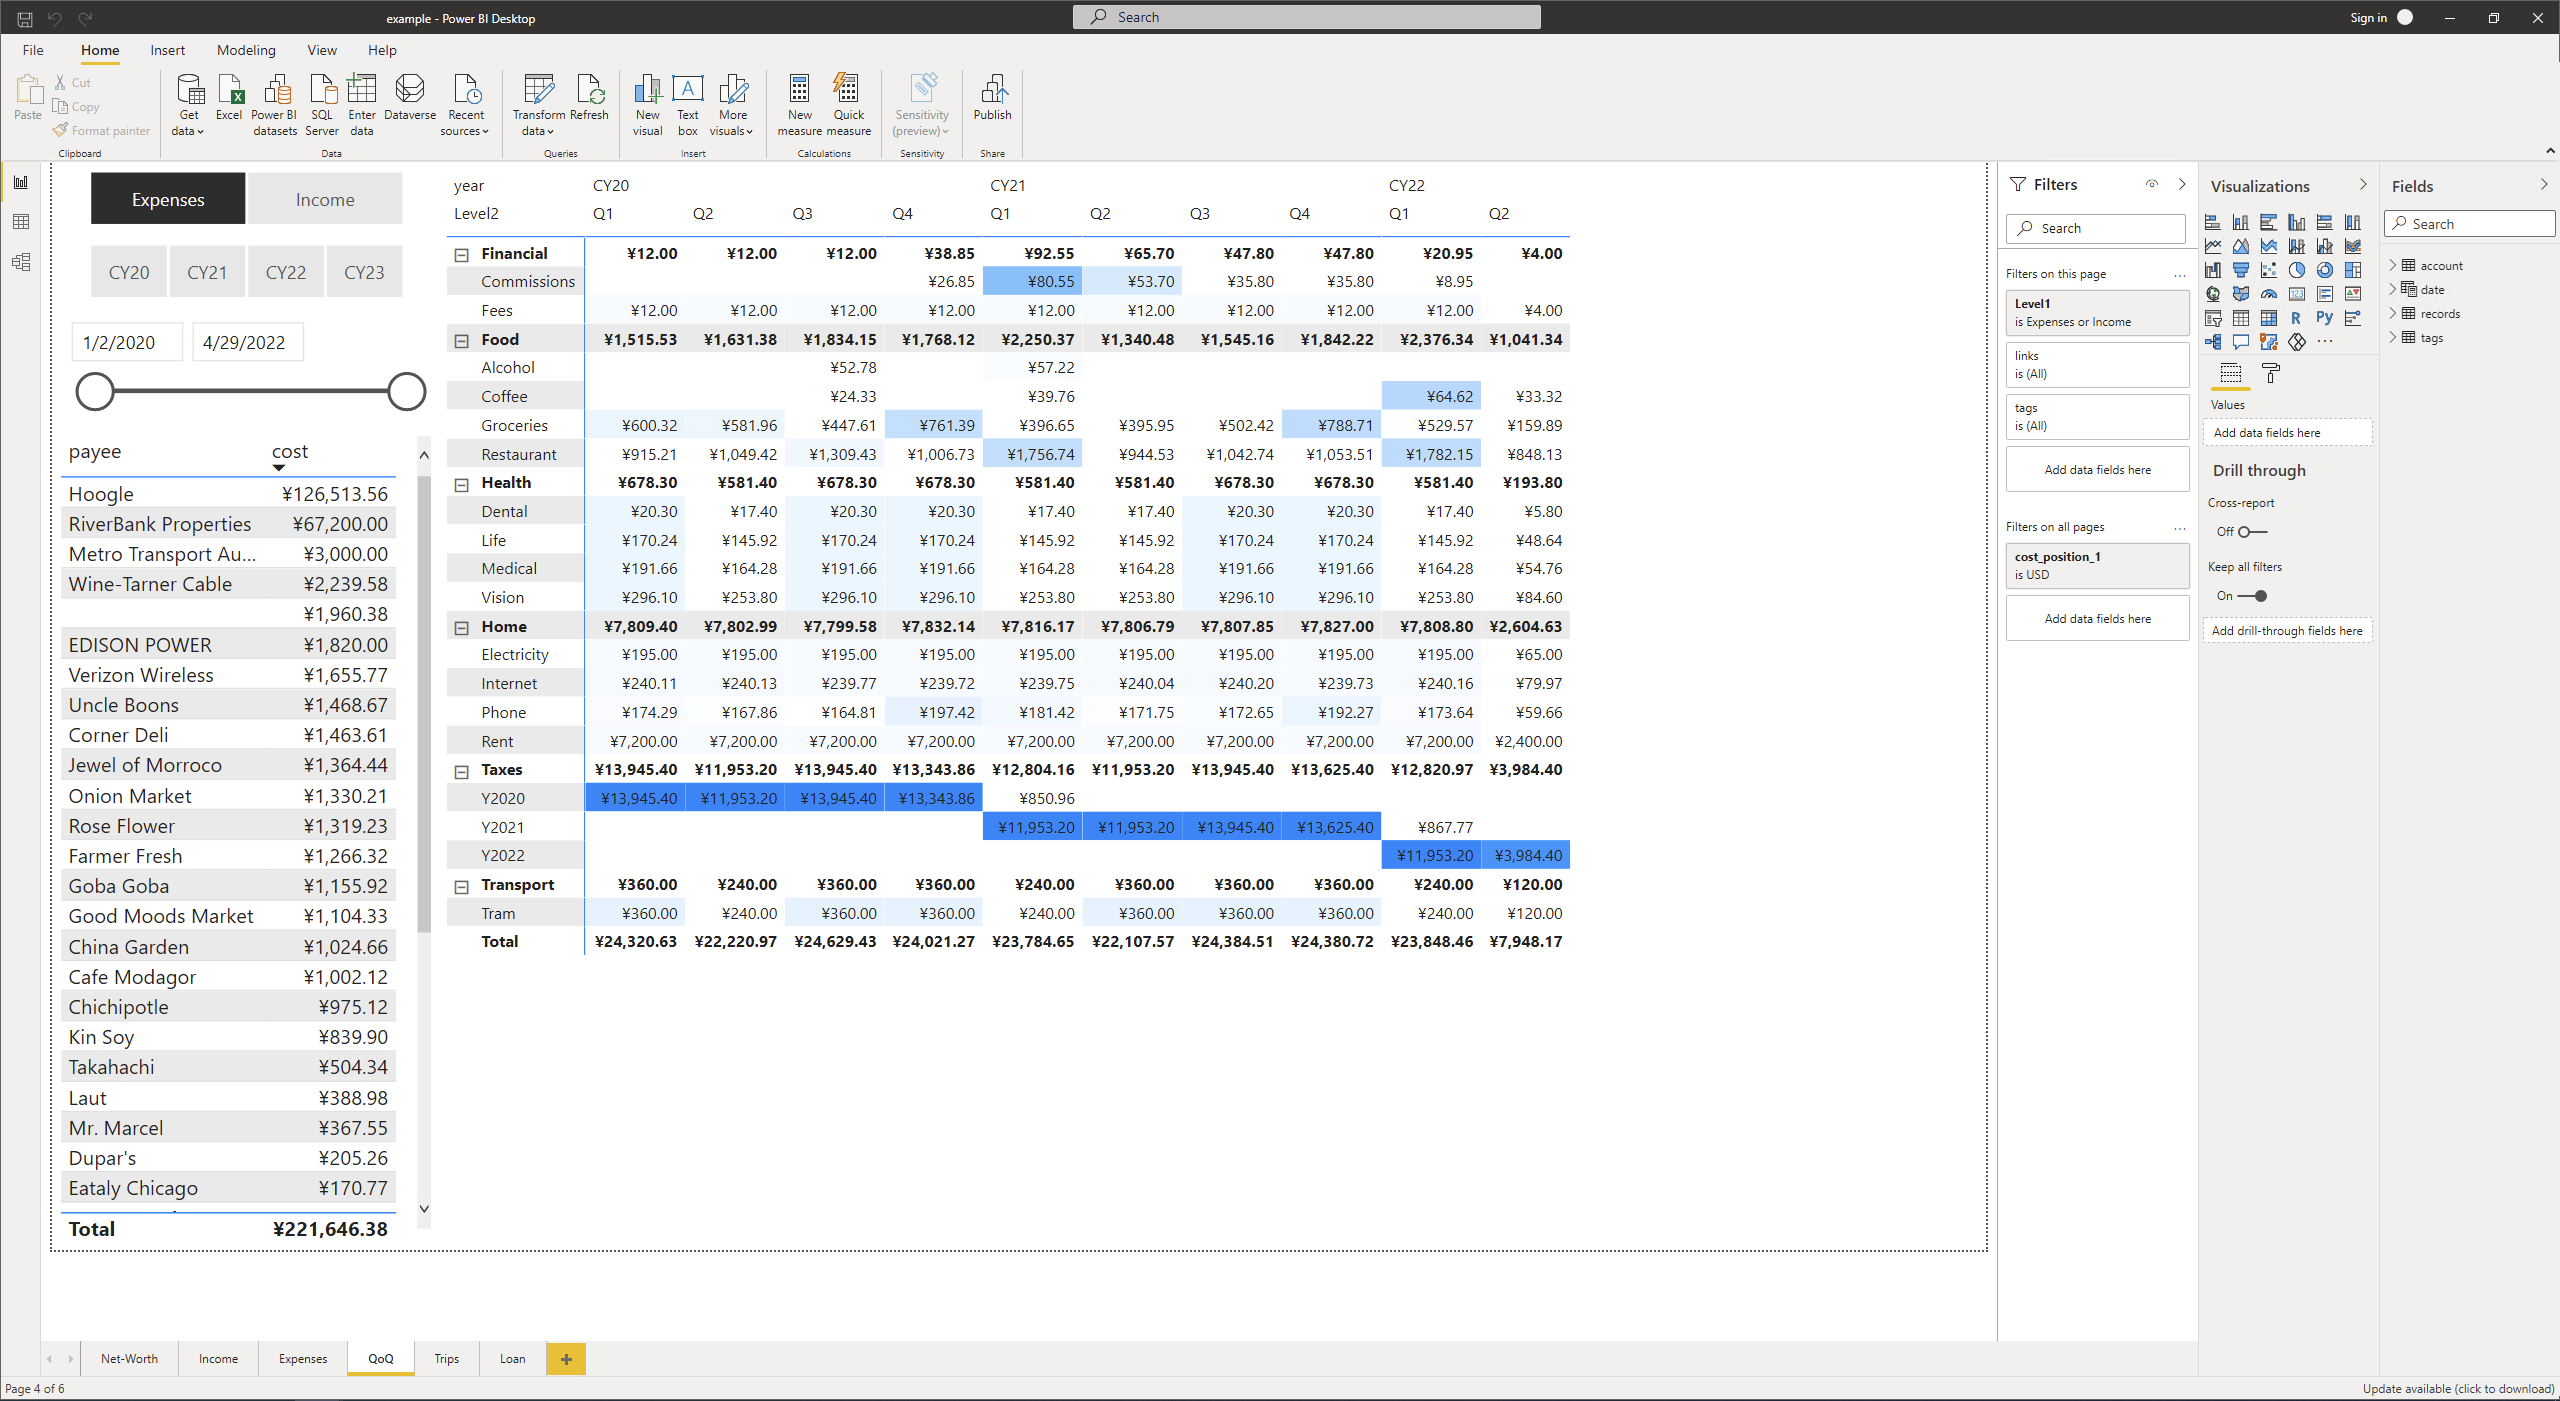 example - Power BI Desktop
Search
Sign in
File Home Insert Modeling View Help
Paste
Cut
Copy
Format painter
Clipboard
Get data
Excel
Power BI datasets
SQL Server
Enter data
Dataverse
Recent sources
Data
Transform data
Refresh
Queries
New visual
Text box
More visuals
Insert
New measure
Quick measure
Calculations
Sensitivity (preview)
Sensitivity
Publish
Share
Expenses Income
CY20 CY21 CY22 CY23
1/2/2020 4/29/2022
payee cost
Hoogle ¥126,513.56
RiverBank Properties ¥67,200.00
Metro Transport Au... ¥3,000.00
Wine-Tarner Cable ¥2,239.58
¥1,960.38
EDISON POWER ¥1,820.00
Verizon Wireless ¥1,655.77
Uncle Boons ¥1,468.67
Corner Deli ¥1,463.61
Jewel of Morroco ¥1,364.44
Onion Market ¥1,330.21
Rose Flower ¥1,319.23
Farmer Fresh ¥1,266.32
Goba Goba ¥1,155.92
Good Moods Market ¥1,104.33
China Garden ¥1,024.66
Cafe Modagor ¥1,002.12
Chichipotle ¥975.12
Kin Soy ¥839.90
Takahachi ¥504.34
Laut ¥388.98
Mr. Marcel ¥367.55
Dupar's ¥205.26
Eataly Chicago ¥170.77
Total ¥221,646.38
year CY20 CY21 CY22
Level2 Q1 Q2 Q3 Q4 Q1 Q2 Q3 Q4 Q1 Q2
Financial ¥12.00 ¥12.00 ¥12.00 ¥38.85 ¥92.55 ¥65.70 ¥47.80 ¥47.80 ¥20.95 ¥4.00
Commissions ¥26.85 ¥80.55 ¥53.70 ¥35.80 ¥35.80 ¥8.95
Fees ¥12.00 ¥12.00 ¥12.00 ¥12.00 ¥12.00 ¥12.00 ¥12.00 ¥12.00 ¥12.00 ¥4.00
Food ¥1,515.53 ¥1,631.38 ¥1,834.15 ¥1,768.12 ¥2,250.37 ¥1,340.48 ¥1,545.16 ¥1,842.22 ¥2,376.34 ¥1,041.34
Alcohol ¥52.78 ¥57.22
Coffee ¥24.33 ¥39.76 ¥64.62 ¥33.32
Groceries ¥600.32 ¥581.96 ¥447.61 ¥761.39 ¥396.65 ¥395.95 ¥502.42 ¥788.71 ¥529.57 ¥159.89
Restaurant ¥915.21 ¥1,049.42 ¥1,309.43 ¥1,006.73 ¥1,756.74 ¥944.53 ¥1,042.74 ¥1,053.51 ¥1,782.15 ¥848.13
Health ¥678.30 ¥581.40 ¥678.30 ¥678.30 ¥581.40 ¥581.40 ¥678.30 ¥678.30 ¥581.40 ¥193.80
Dental ¥20.30 ¥17.40 ¥20.30 ¥20.30 ¥17.40 ¥17.40 ¥20.30 ¥20.30 ¥17.40 ¥5.80
Life ¥170.24 ¥145.92 ¥170.24 ¥170.24 ¥145.92 ¥145.92 ¥170.24 ¥170.24 ¥145.92 ¥48.64
Medical ¥191.66 ¥164.28 ¥191.66 ¥191.66 ¥164.28 ¥164.28 ¥191.66 ¥191.66 ¥164.28 ¥54.76
Vision ¥296.10 ¥253.80 ¥296.10 ¥296.10 ¥253.80 ¥253.80 ¥296.10 ¥296.10 ¥253.80 ¥84.60
Home ¥7,809.40 ¥7,802.99 ¥7,799.58 ¥7,832.14 ¥7,816.17 ¥7,806.79 ¥7,807.85 ¥7,827.00 ¥7,808.80 ¥2,604.63
Electricity ¥195.00 ¥195.00 ¥195.00 ¥195.00 ¥195.00 ¥195.00 ¥195.00 ¥195.00 ¥195.00 ¥65.00
Internet ¥240.11 ¥240.13 ¥239.77 ¥239.72 ¥239.75 ¥240.04 ¥240.20 ¥239.73 ¥240.16 ¥79.97
Phone ¥174.29 ¥167.86 ¥164.81 ¥197.42 ¥181.42 ¥171.75 ¥172.65 ¥192.27 ¥173.64 ¥59.66
Rent ¥7,200.00 ¥7,200.00 ¥7,200.00 ¥7,200.00 ¥7,200.00 ¥7,200.00 ¥7,200.00 ¥7,200.00 ¥7,200.00 ¥2,400.00
Taxes ¥13,945.40 ¥11,953.20 ¥13,945.40 ¥13,343.86 ¥12,804.16 ¥11,953.20 ¥13,945.40 ¥13,625.40 ¥12,820.97 ¥3,984.40
Y2020 ¥13,945.40 ¥11,953.20 ¥13,945.40 ¥13,343.86 ¥850.96
Y2021 ¥11,953.20 ¥11,953.20 ¥13,945.40 ¥13,625.40 ¥867.77
Y2022 ¥11,953.20 ¥3,984.40
Transport ¥360.00 ¥240.00 ¥360.00 ¥360.00 ¥240.00 ¥360.00 ¥360.00 ¥360.00 ¥240.00 ¥120.00
Tram ¥360.00 ¥240.00 ¥360.00 ¥360.00 ¥240.00 ¥360.00 ¥360.00 ¥360.00 ¥240.00 ¥120.00
Total ¥24,320.63 ¥22,220.97 ¥24,629.43 ¥24,021.27 ¥23,784.65 ¥22,107.57 ¥24,384.51 ¥24,380.72 ¥23,848.46 ¥7,948.17
Filters
Search
Filters on this page ...
Level1
is Expenses or Income
links
is (All)
tags
is (All)
Add data fields here
Filters on all pages ...
cost_position_1
is USD
Add data fields here
Visualizations
123
R Py
...
Values
Add data fields here
Drill through
Cross-report
Off
Keep all filters
On
Add drill-through fields here
Fields
Search
account
date
records
tags
Net-Worth Income Expenses QoQ Trips Loan +
Page 4 of 6
Update available (click to download)